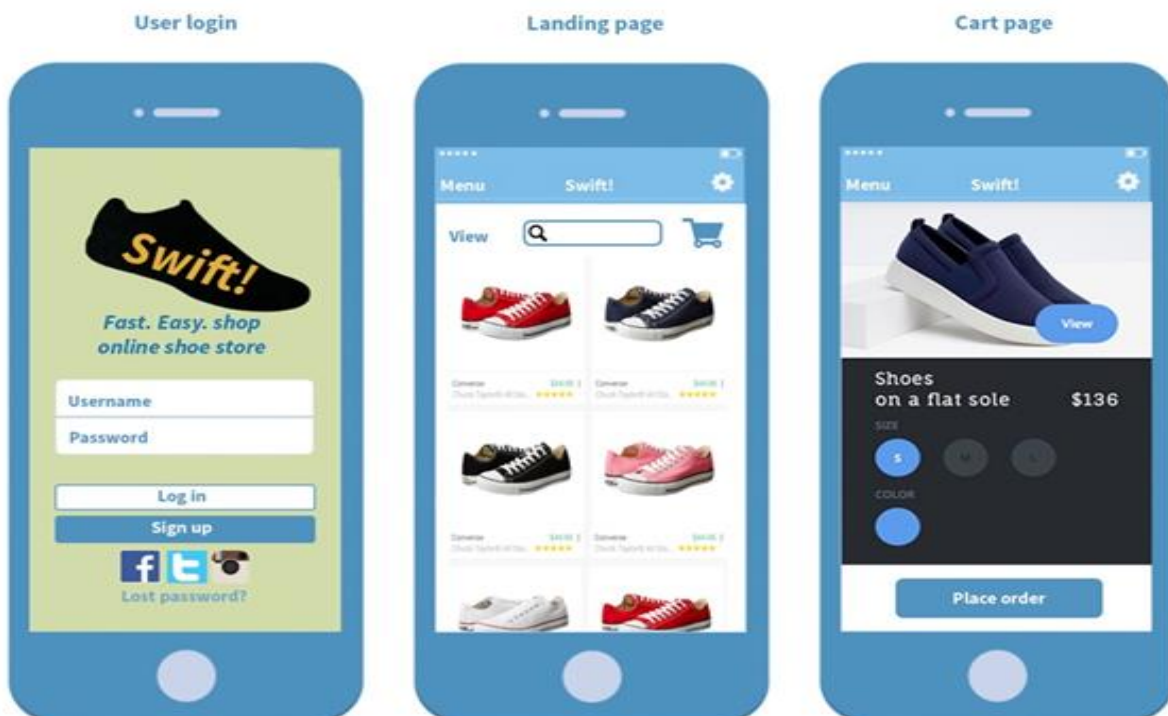 User login
Swift!
Fast. Easy. shop
online shoe store
Username
Password
Log in
Sign up
f t
Lost password?
Landing page
Menu Swift!
View
Converse
Converse
Converse
Converse
Cart page
Menu Swift!
View
Shoes
on a flat sole $136
SIZE
S M L
COLOR
Place order